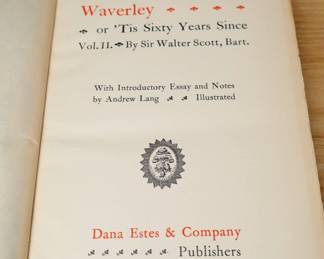 Waverley
or 'Tis Sixty Years Since
Vol. II. By Sir Walter Scott, Bart.
With Introductory Essay and Notes
by Andrew Lang Illustrated
Dana Estes & Company
Publishers